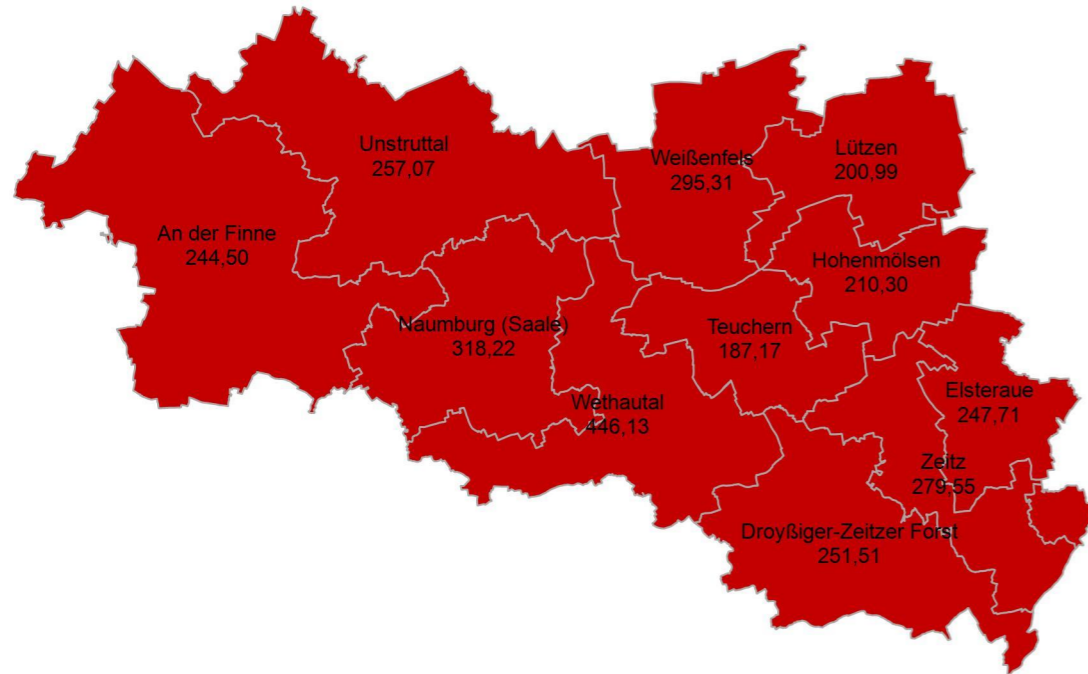 Unstruttal
257,07
Weißenfels
295,31
Lützen
200,99
An der Finne
244,50
Hohenmölsen
210,30
Naumburg (Saale)
318,22
Teuchern
187,17
Wethautal
446,13
Elsteraue
247,71
Zeitz
279,55
Droyßiger-Zeitzer Forst
251,51